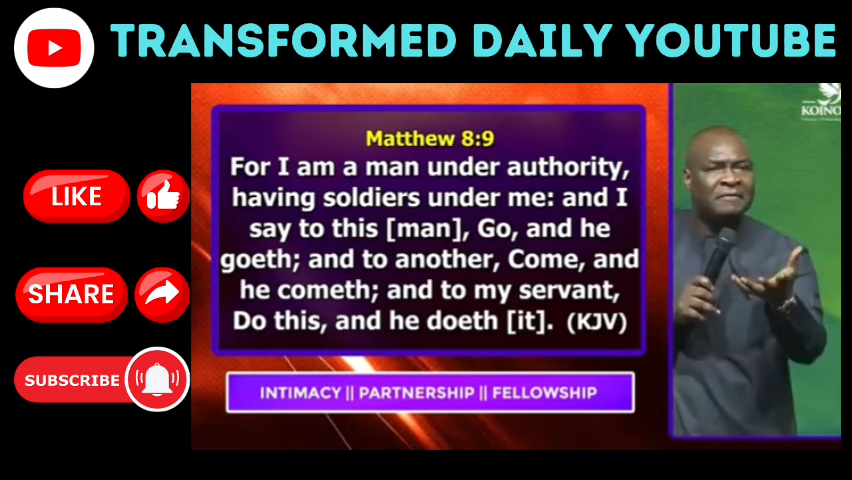 TRANSFORMED DAILY YOUTUBE
KOINO
Matthew 8:9
For I am a man under authority,
having soldiers under me: and I
say to this [man], Go, and he
goeth; and to another, Come, and
he cometh; and to my servant,
Do this, and he doeth [it]. (KJV)
INTIMACY || PARTNERSHIP || FELLOWSHIP
LIKE
SHARE
SUBSCRIBE